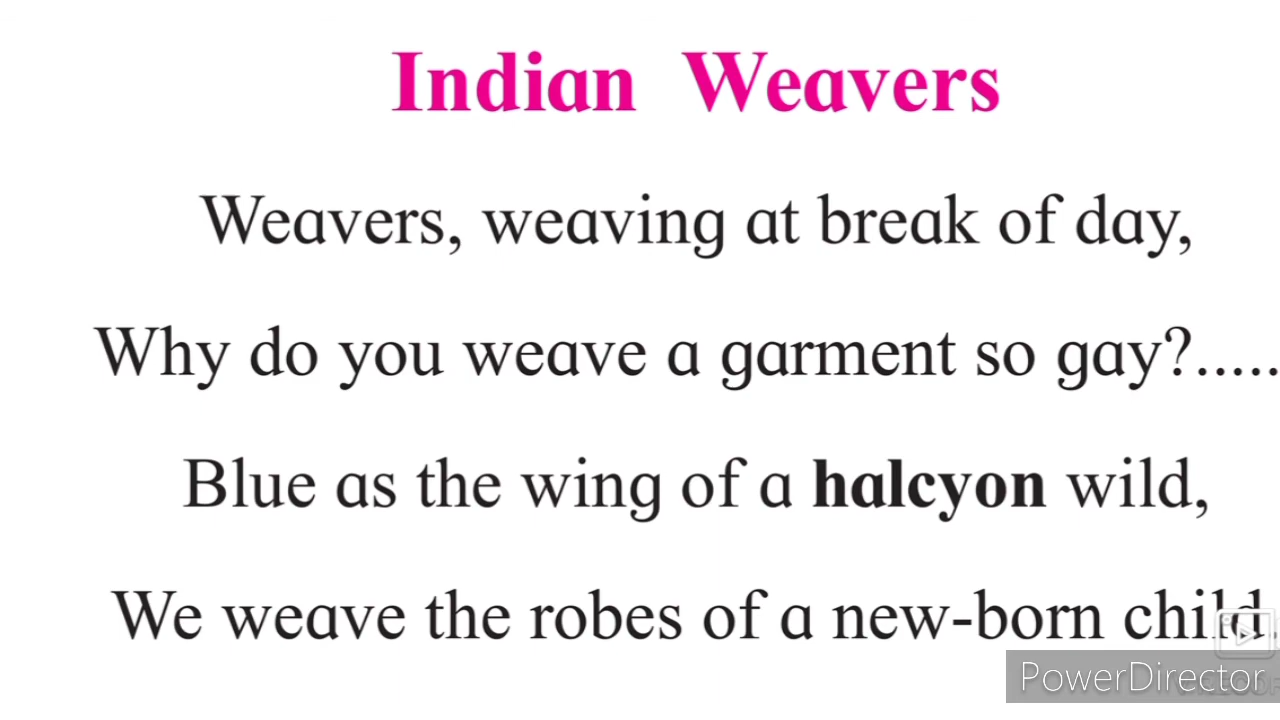 Indian Weavers
Weavers, weaving at break of day,
Why do you weave a garment so gay?.....
Blue as the wing of a halcyon wild,
We weave the robes of a new-born child.
PowerDirector